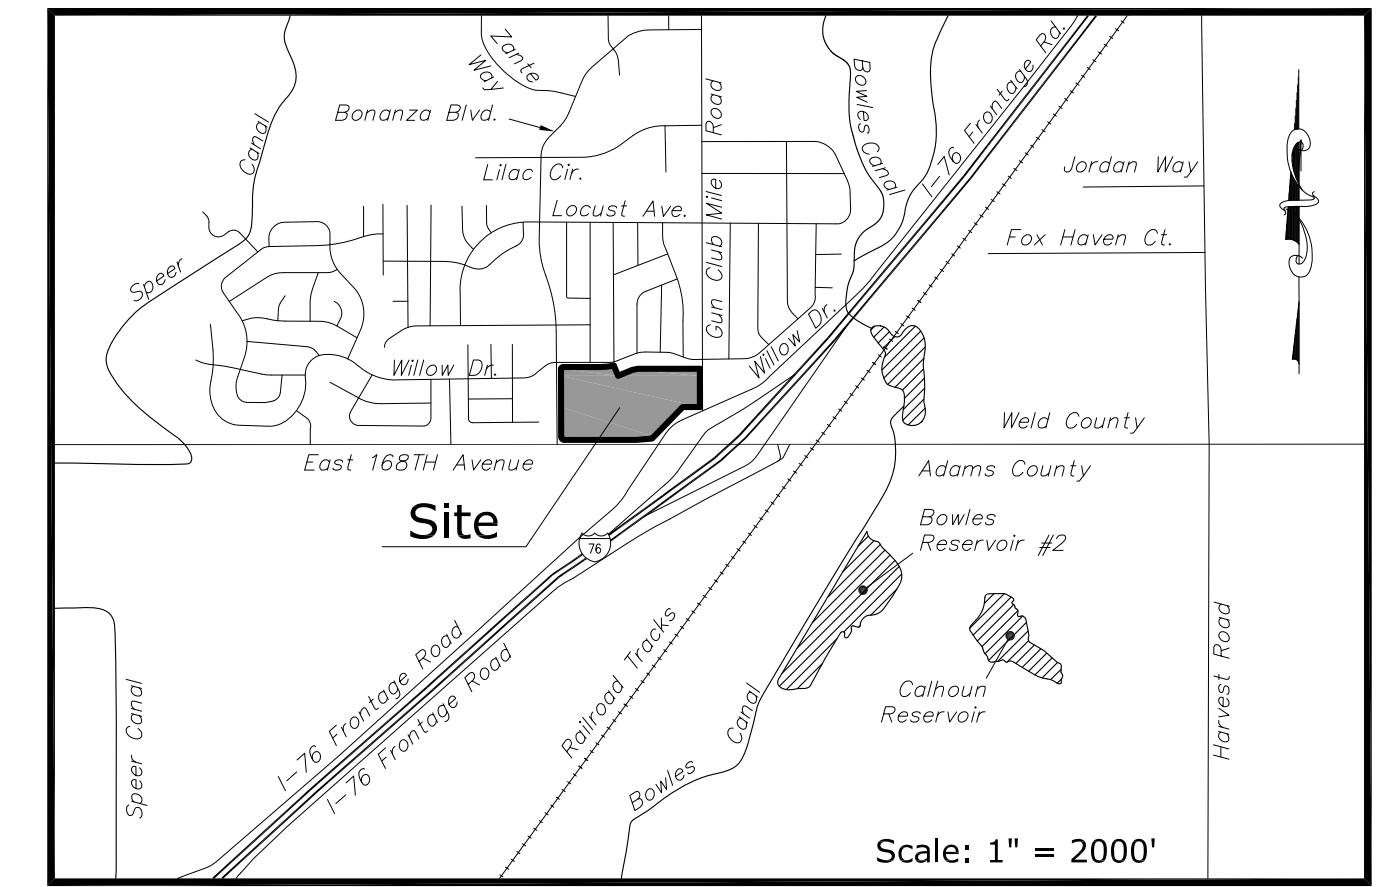 Zante
Way
Bonanza Blvd.
Canal
Lilac Cir.
Locust Ave.
Gun Club Mile Road
Bowles Canal
I-76 Frontage Rd.
Jordan Way
Fox Haven Ct.
Speer
Willow Dr.
Willow Dr.
Weld County
East 168TH Avenue
Adams County
Site
76
Bowles
Reservoir #2
I-76 Frontage Road
I-76 Frontage Road
Railroad Tracks
Calhoun
Reservoir
Harvest Road
Speer Canal
Bowles Canal
Scale: 1" = 2000'